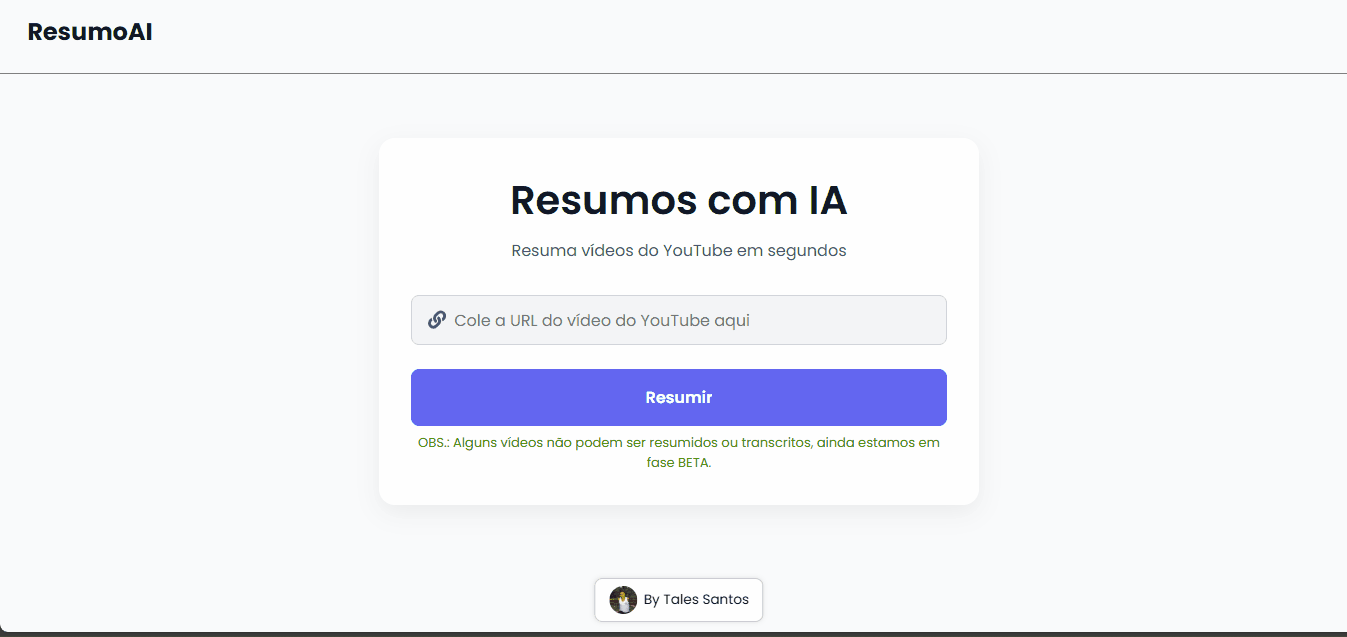 ResumoAI
Resumos com IA
Resuma vídeos do YouTube em segundos
Cole a URL do vídeo do YouTube aqui
Resumir
OBS.: Alguns vídeos não podem ser resumidos ou transcritos, ainda estamos em
fase BETA.
By Tales Santos